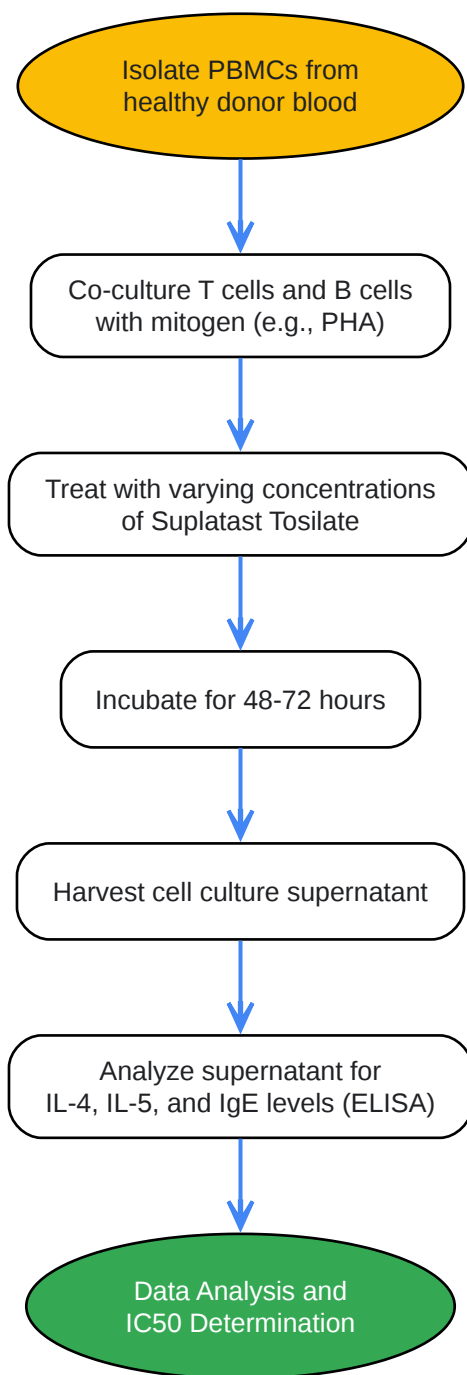 Isolate PBMCs from
healthy donor blood
Co-culture T cells and B cells
with mitogen (e.g., PHA)
Treat with varying concentrations
of Suplatast Tosilate
Incubate for 48-72 hours
Harvest cell culture supernatant
Analyze supernatant for
IL-4, IL-5, and IgE levels (ELISA)
Data Analysis and
IC50 Determination